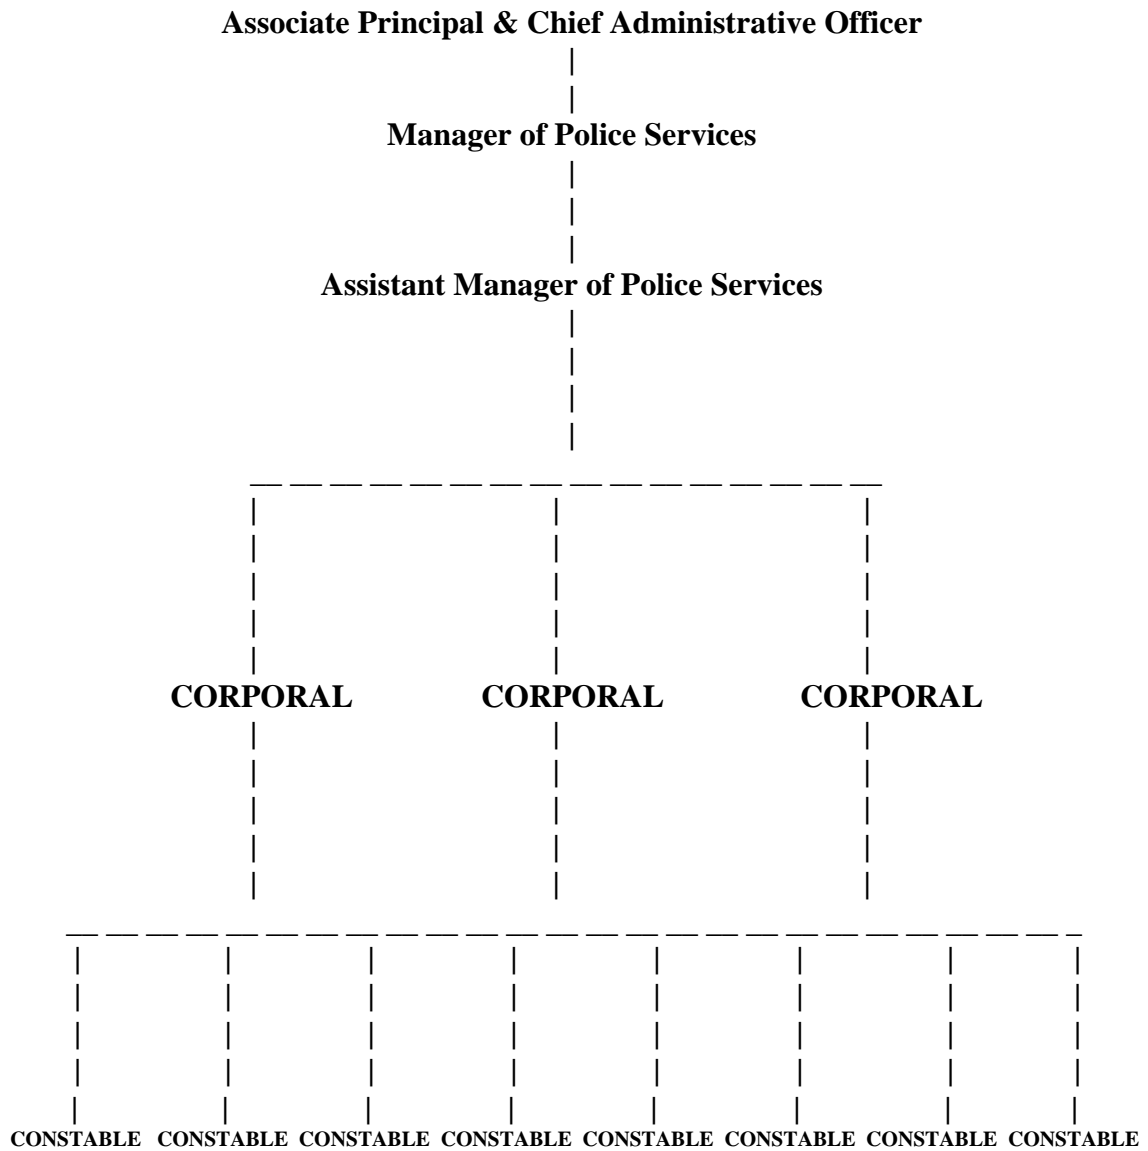 Associate Principal & Chief Administrative Officer
Manager of Police Services
Assistant Manager of Police Services
CORPORAL CORPORAL CORPORAL
CONSTABLE CONSTABLE CONSTABLE CONSTABLE CONSTABLE CONSTABLE CONSTABLE CONSTABLE